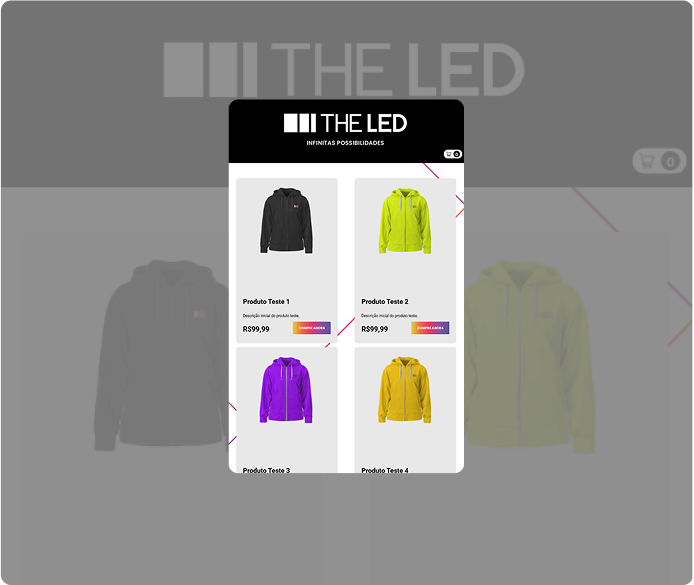 THE LED
THE LED
INFINITAS POSSIBILIDADES
0
0
Produto Teste 1
Descrição inicial do produto teste.
R$99,99
COMPRE AGORA
Produto Teste 2
Descrição inicial do produto teste.
R$99,99
COMPRE AGORA
Produto Teste 3
Produto Teste 4